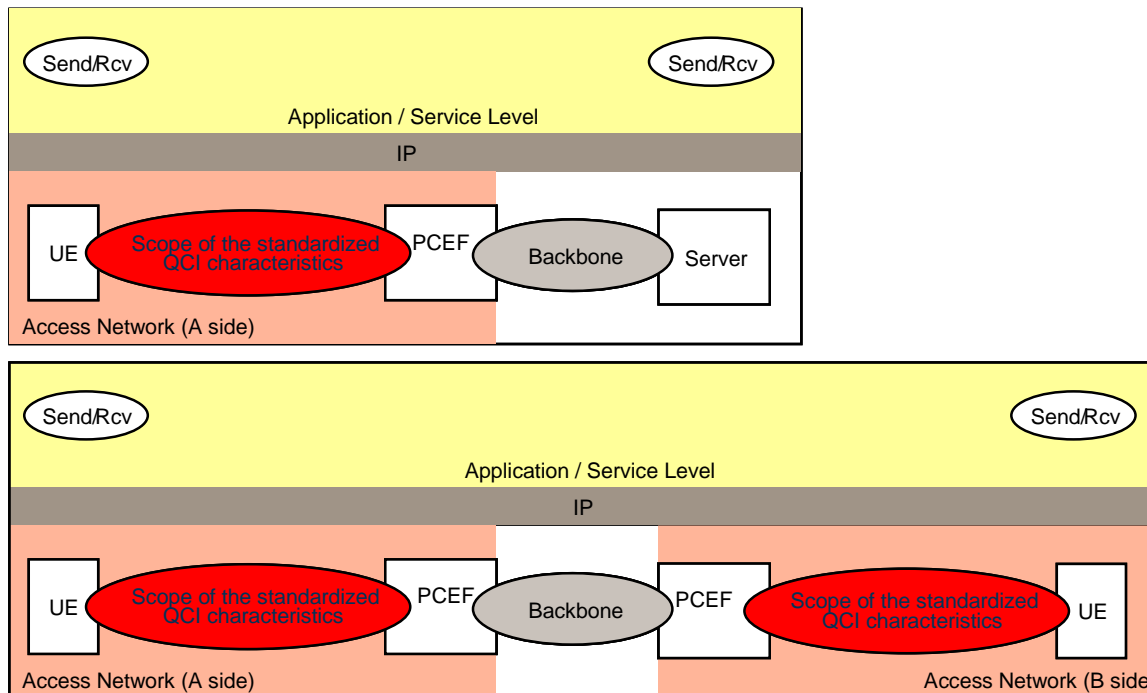 Send/Rcv
Send/Rcv
Application / Service Level
IP
UE
Scope of the standardized
QCI characteristics
PCEF
Backbone
Server
Access Network (A side)
Send/Rcv
Send/Rcv
Application / Service Level
IP
UE
Scope of the standardized
QCI characteristics
PCEF
Backbone
PCEF
Scope of the standardized
QCI characteristics
UE
Access Network (A side)
Access Network (B side